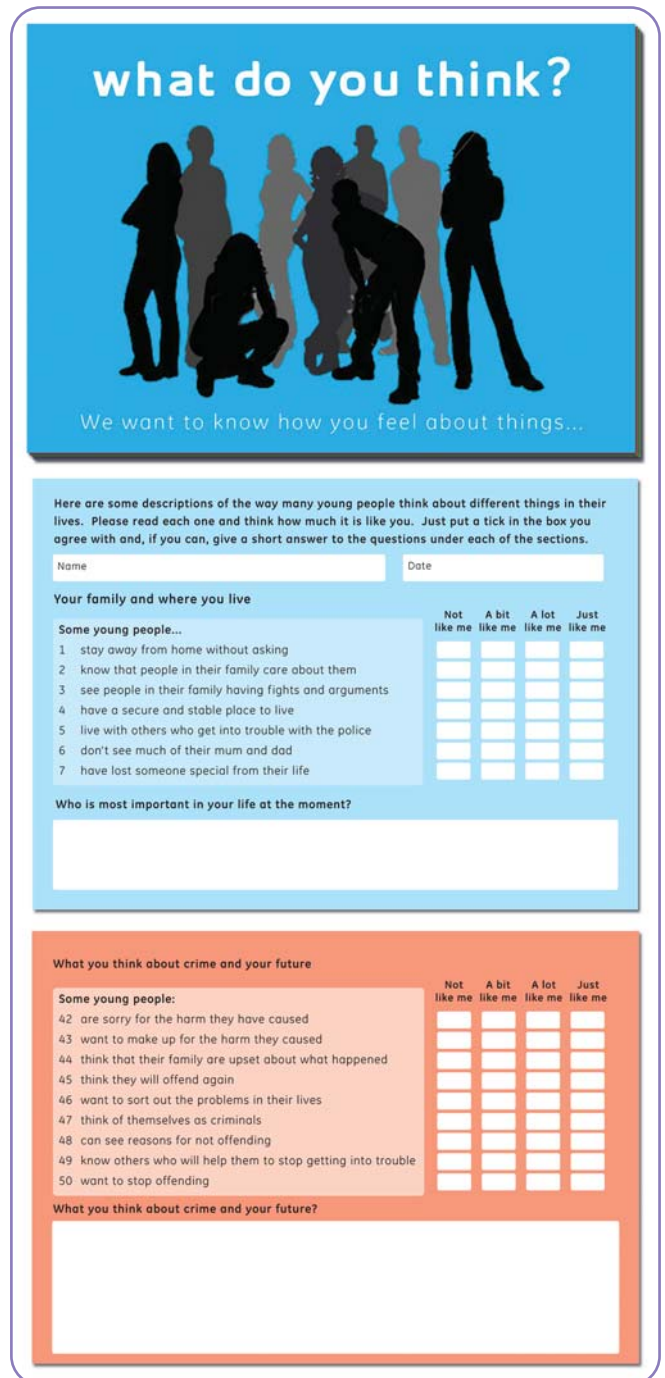 what do you think?
We want to know how you feel about things...
Here are some descriptions of the way many young people think about different things in their
lives. Please read each one and think how much it is like you. Just put a tick in the box you
agree with and, if you can, give a short answer to the questions under each of the sections.
Name
Date
Your family and where you live
Not like me
A bit like me
A lot like me
Just like me
Some young people...
1 stay away from home without asking
2 know that people in their family care about them
3 see people in their family having fights and arguments
4 have a secure and stable place to live
5 live with others who get into trouble with the police
6 don't see much of their mum and dad
7 have lost someone special from their life
Who is most important in your life at the moment?
What you think about crime and your future
Not like me
A bit like me
A lot like me
Just like me
Some young people:
42 are sorry for the harm they have caused
43 want to make up for the harm they caused
44 think that their family are upset about what happened
45 think they will offend again
46 want to sort out the problems in their lives
47 think of themselves as criminals
48 can see reasons for not offending
49 know others who will help them to stop getting into trouble
50 want to stop offending
What you think about crime and your future?